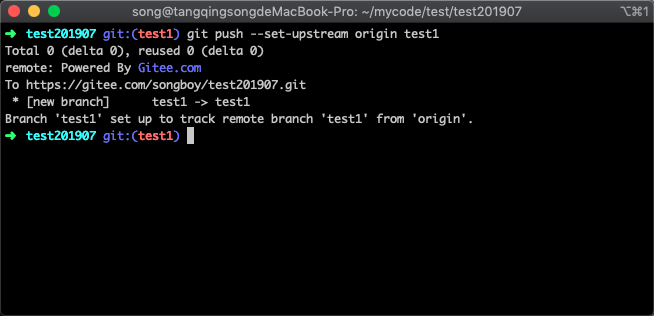 song@tangqingsongdeMacBook-Pro: ~/mycode/test/test201907 ⌥⌘1
➜ test201907 git:(test1) git push --set-upstream origin test1
Total 0 (delta 0), reused 0 (delta 0)
remote: Powered By Gitee.com
To https://gitee.com/songboy/test201907.git
 * [new branch]      test1 -> test1
Branch 'test1' set up to track remote branch 'test1' from 'origin'.
➜ test201907 git:(test1)